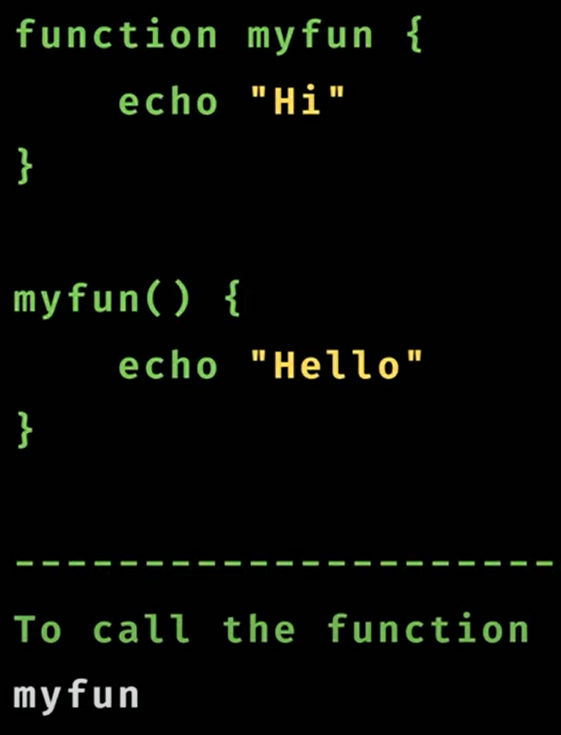 function myfun {
    echo "Hi"
}
myfun() {
    echo "Hello"
}
---------------------
To call the function
myfun